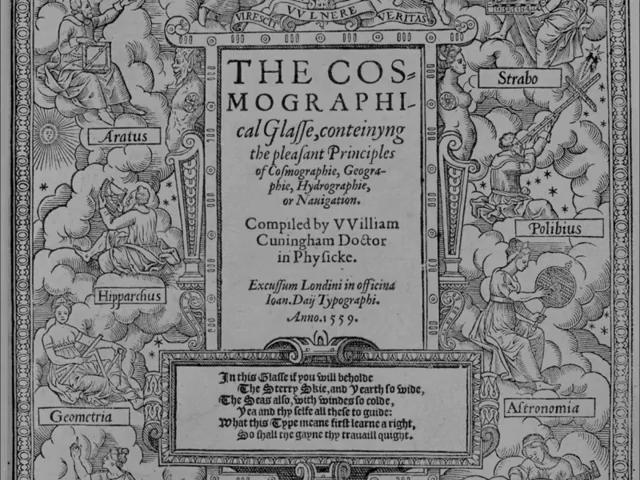 VIRESCIT VVLNERE VERITAS
THE COS=
MOGRAPHI-
cal Glasse, conteinyng
the pleasant Principles
of Cosmographie, Geogra-
phie, Hydrographie,
or Nauigation.
Compiled by VVilliam
Cuningham Doctor
in Physicke.
Excussum Londini in officina
Ioan. Daij Typographi.
Anno. 1559.
In this Glasse if you will beholde
The Sterry Skie, and Yearth so wide,
The Seas also, with windes so colde,
Yea and thy selfe all these to guide:
What this Type meane first learne a right,
So shall the gayne thy trauaill quight.
Aratus
Hipparchus
Geometria
Strabo
Polibius
Astronomia